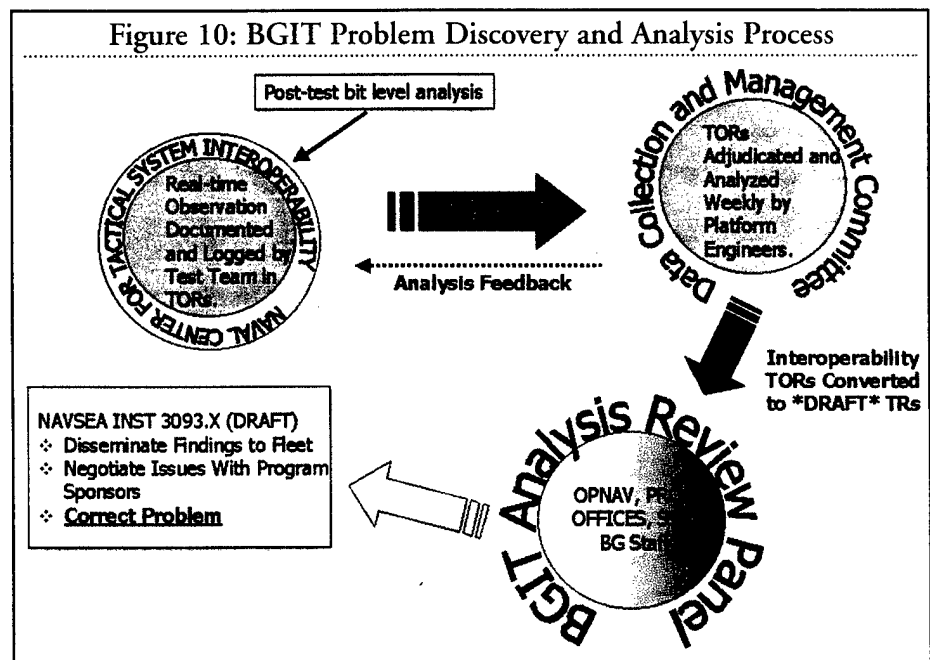 Figure 10: BGIT Problem Discovery and Analysis Process
Post-test bit level analysis
NAVAL CENTER FOR TACTICAL SYSTEM INTEROPERABILITY
Real-time
Observation
Documented
and Logged by
Test Team in
TORs.
Analysis Feedback
Data Collection and Management Committee
TORs
Adjudicated and
Analyzed
Weekly by
Platform
Engineers.
Interoperability
TORs Converted
to *DRAFT* TRs
BGIT Analysis Review Panel
OPNAV,
OFFICES,
BG
NAVSEA INST 3093.X (DRAFT)
❖ Disseminate Findings to Fleet
❖ Negotiate Issues With Program
Sponsors
❖ Correct Problem